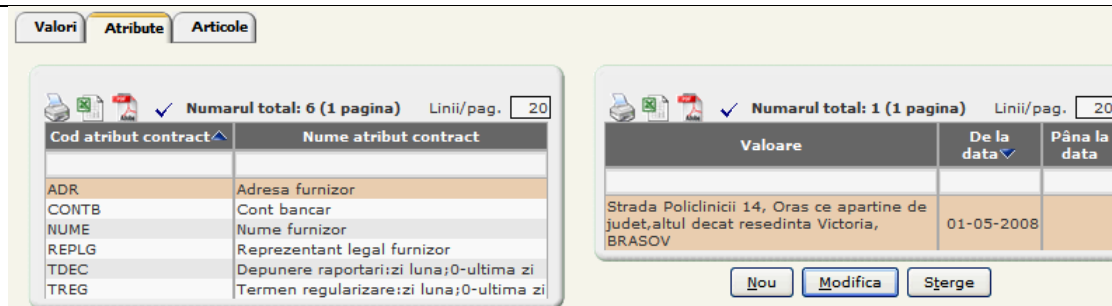 Valori Atribute Articole
Numarul total: 6 (1 pagina) Linii/pag. 20
Cod atribut contract Nume atribut contract
ADR Adresa furnizor
CONTB Cont bancar
NUME Nume furnizor
REPLG Reprezentant legal furnizor
TDEC Depunere raportari:zi luna;0-ultima zi
TREG Termen regularizare:zi luna;0-ultima zi
Numarul total: 1 (1 pagina) Linii/pag. 20
Valoare De la data Pâna la data
Strada Policlinicii 14, Oras ce apartine de
judet,altul decat resedinta Victoria,
BRASOV
01-05-2008
Nou Modifica Sterge